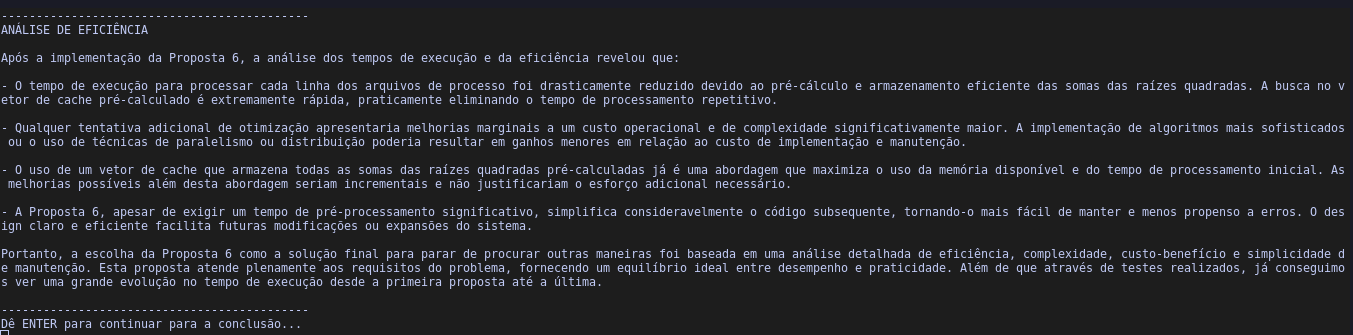 --------------------------------------------
ANÁLISE DE EFICIÊNCIA
Após a implementação da Proposta 6, a análise dos tempos de execução e da eficiência revelou que:
- O tempo de execução para processar cada linha dos arquivos de processo foi drasticamente reduzido devido ao pré-cálculo e armazenamento eficiente das somas das raízes quadradas. A busca no v
etor de cache pré-calculado é extremamente rápida, praticamente eliminando o tempo de processamento repetitivo.
- Qualquer tentativa adicional de otimização apresentaria melhorias marginais a um custo operacional e de complexidade significativamente maior. A implementação de algoritmos mais sofisticados
ou o uso de técnicas de paralelismo ou distribuição poderia resultar em ganhos menores em relação ao custo de implementação e manutenção.
- O uso de um vetor de cache que armazena todas as somas das raízes quadradas pré-calculadas já é uma abordagem que maximiza o uso da memória disponível e do tempo de processamento inicial. As
melhorias possíveis além desta abordagem seriam incrementais e não justificariam o esforço adicional necessário.
- A Proposta 6, apesar de exigir um tempo de pré-processamento significativo, simplifica consideravelmente o código subsequente, tornando-o mais fácil de manter e menos propenso a erros. O des
ign claro e eficiente facilita futuras modificações ou expansões do sistema.
Portanto, a escolha da Proposta 6 como a solução final para parar de procurar outras maneiras foi baseada em uma análise detalhada de eficiência, complexidade, custo-benefício e simplicidade d
e manutenção. Esta proposta atende plenamente aos requisitos do problema, fornecendo um equilíbrio ideal entre desempenho e praticidade. Além de que através de testes realizados, já conseguimo
s ver uma grande evolução no tempo de execução desde a primeira proposta até a última.
--------------------------------------------
Dê ENTER para continuar para a conclusão...